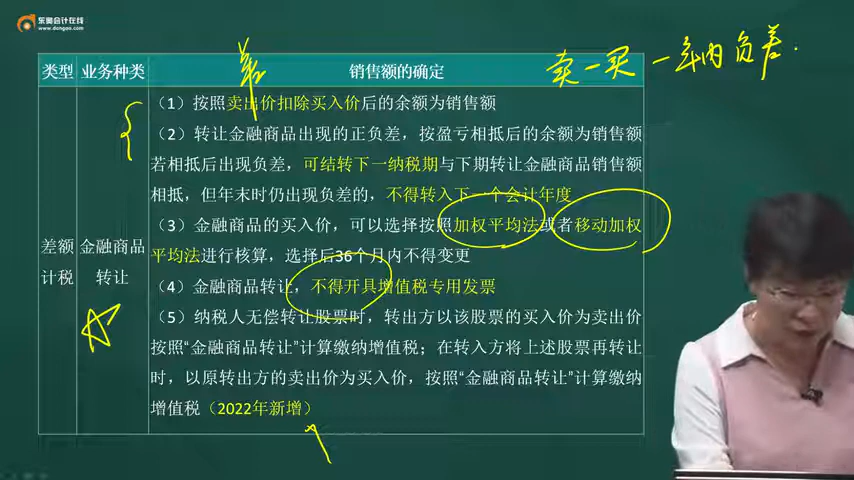 东奥会计在线
www.dongao.com
卖一买 一年内负差.
类型 业务种类 销售额的确定
（1）按照卖出价扣除买入价后的余额为销售额
（2）转让金融商品出现的正负差，按盈亏相抵后的余额为销售额
若相抵后出现负差，可结转下一纳税期与下期转让金融商品销售额
相抵，但年末时仍出现负差的，不得转入下一个会计年度
（3）金融商品的买入价，可以选择按照加权平均法或者移动加权
平均法进行核算，选择后36个月内不得变更
差额计税 金融商品转让
（4）金融商品转让，不得开具增值税专用发票
（5）纳税人无偿转让股票时，转出方以该股票的买入价为卖出价
按照“金融商品转让”计算缴纳增值税；在转入方将上述股票再转让
时，以原转出方的卖出价为买入价，按照“金融商品转让”计算缴纳
增值税（2022年新增）